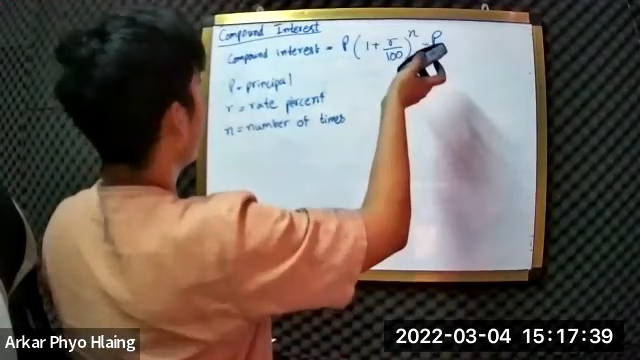 Compound Interest
Compound interest = P(1+r/100)^n - P
P-principal
r = rate percent
n = number of times
Arkar Phyo Hlaing
2022-03-04 15:17:39